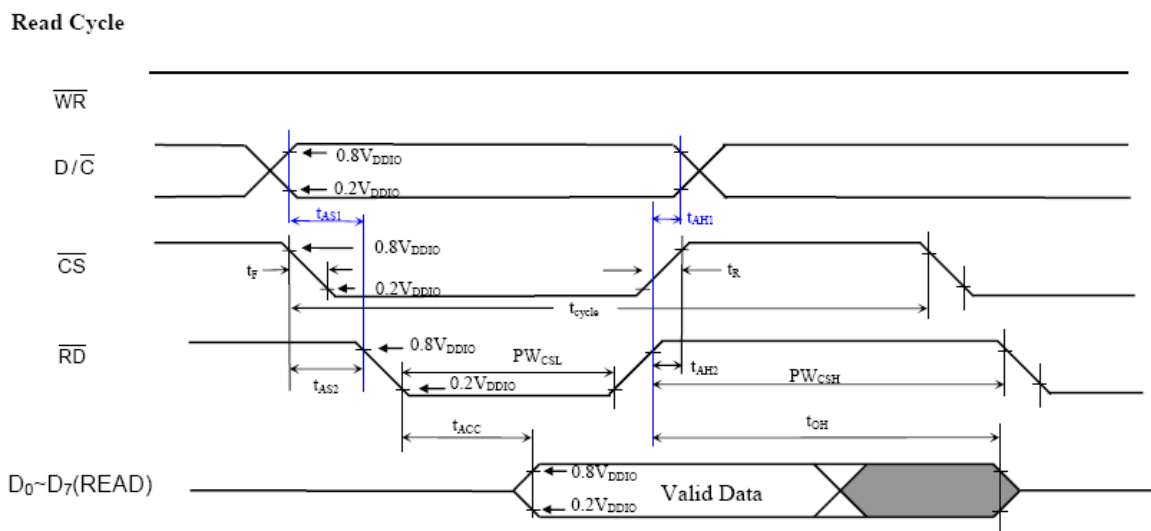 Read Cycle
WR
D/C
0.8VDDIO
0.2VDDIO
tAS1
tAH1
CS
0.8VDDIO
tF
tR
0.2VDDIO
tcycle
RD
0.8VDDIO
PWCSL
tAS2
0.2VDDIO
tAH2
PWCSH
tACC
tOH
D0~D7(READ)
0.8VDDIO
Valid Data
0.2VDDIO